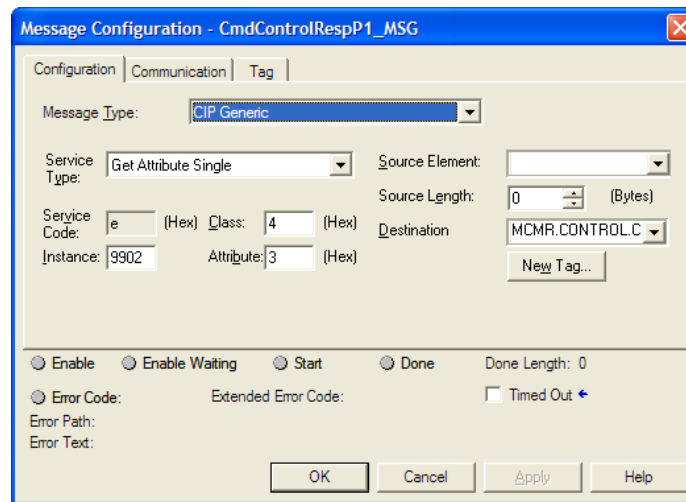 Message Configuration - CmdControlRespP1_MSG
Configuration Communication Tag
Message Type: CIP Generic
Service Type: Get Attribute Single
Source Element:
Source Length: 0 (Bytes)
Service Code: e (Hex) Class: 4 (Hex)
Destination MCMR.CONTROL.C
Instance: 9902 Attribute: 3 (Hex)
New Tag...
Enable Enable Waiting Start Done Done Length: 0
Error Code: Extended Error Code: Timed Out
Error Path:
Error Text:
OK Cancel Apply Help